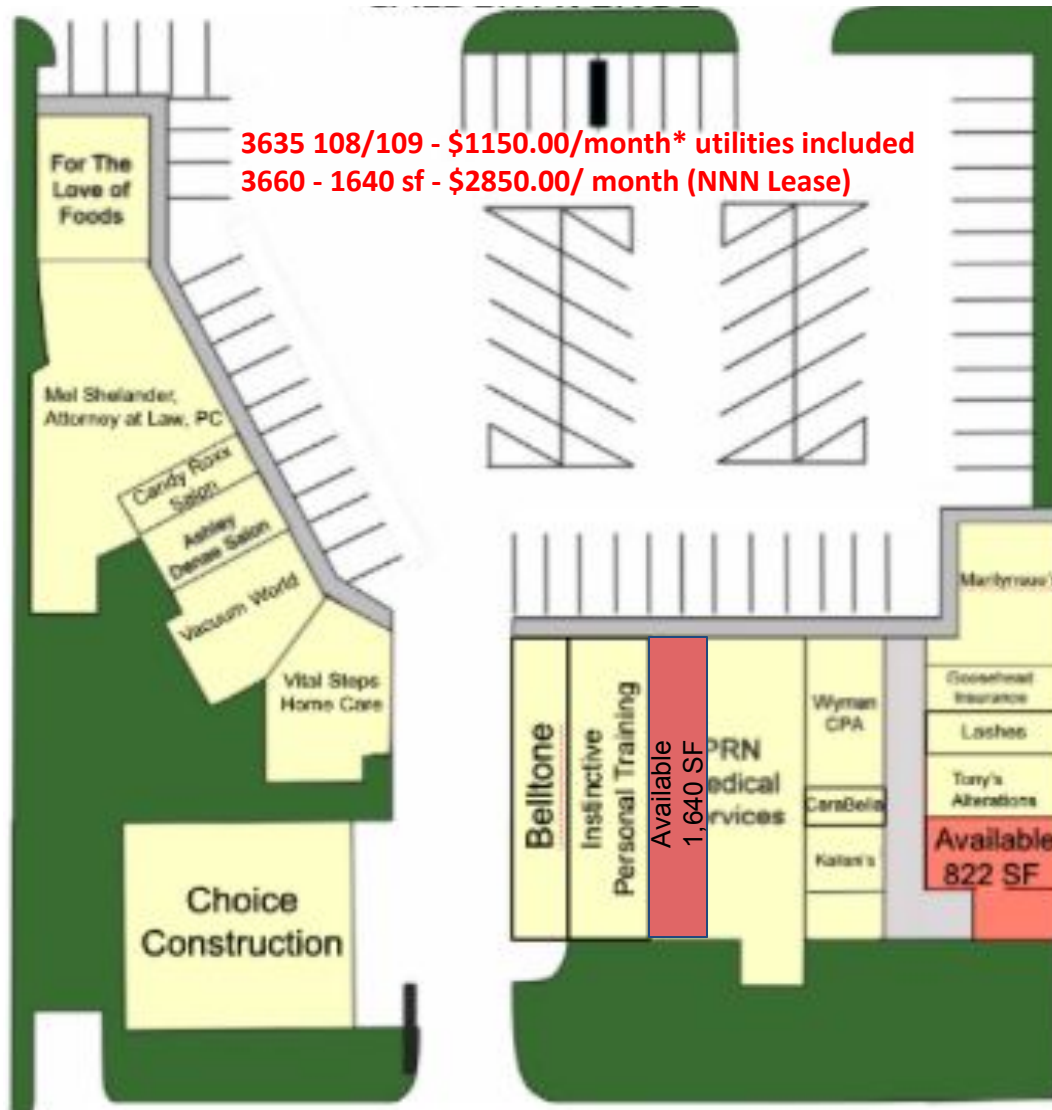 3635 108/109 - $1150.00/month* utilities included
3660 - 1640 sf - $2850.00/ month (NNN Lease)
For The
Love of
Foods
Mel Shelander,
Attorney at Law, PC
Candy Roxx
Salon
Ashley
Danae Salon
Vacuum World
Vital Steps
Home Care
Choice
Construction
Belltone
Instinctive
Personal Training
Available
1,640 SF
PRN
edical
rvices
Wyman
CPA
CaraBella
Goosehead
Insurance
Lashes
Tony's
Alterations
Available
822 SF